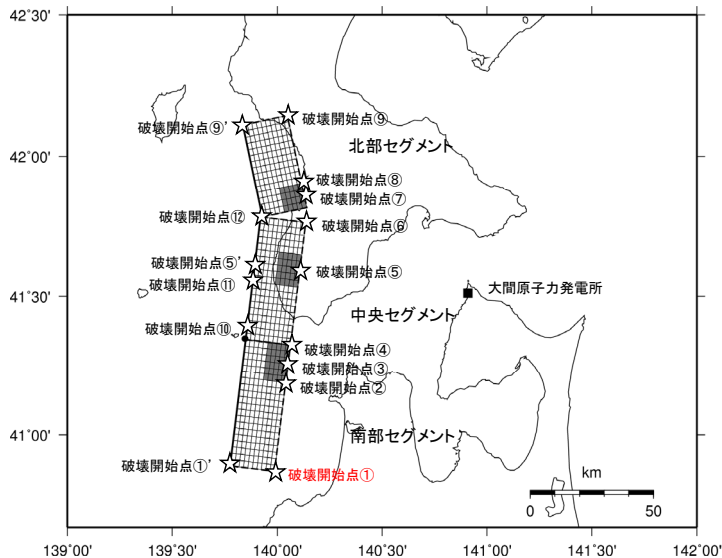 42°30'
破壊開始点⑨
破壊開始点⑨'
北部セグメント
42°00'
破壊開始点⑧
破壊開始点⑦
破壊開始点⑫
破壊開始点⑥
破壊開始点⑤'
破壊開始点⑤
破壊開始点⑪
大間原子力発電所
41°30'
中央セグメント
破壊開始点⑩
破壊開始点④
破壊開始点③
破壊開始点②
41°00'
南部セグメント
破壊開始点①'
破壊開始点①
km
0 50
139°00' 139°30' 140°00' 140°30' 141°00' 141°30' 142°00'